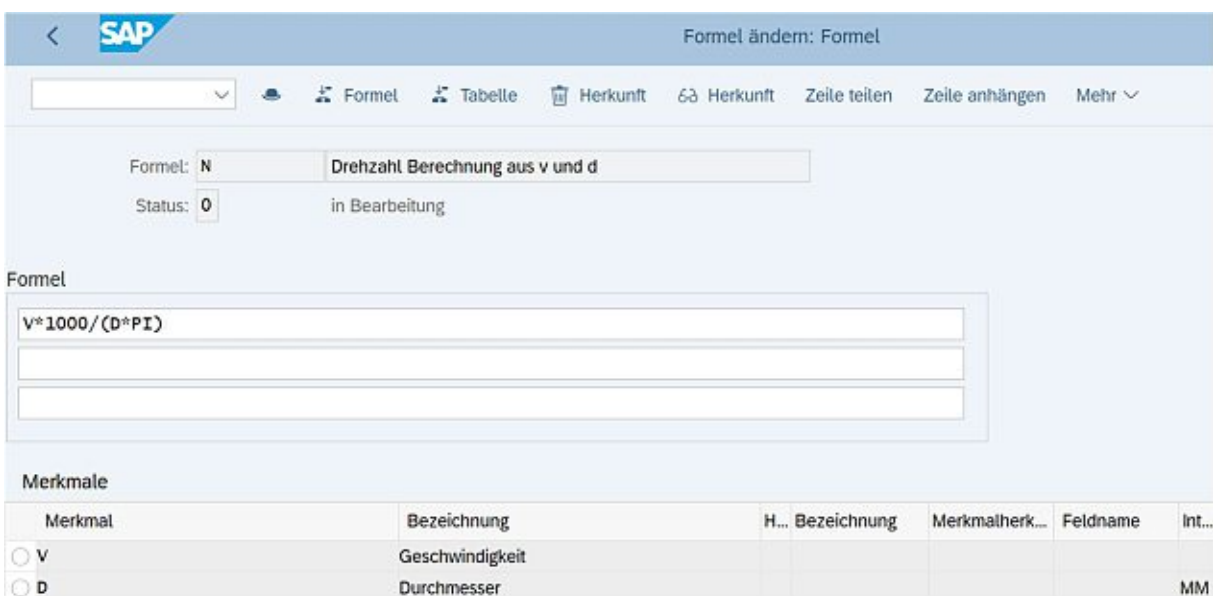 SAP Formel ändern: Formel
Formel Tabelle Herkunft Herkunft Zeile teilen Zeile anhängen Mehr
Formel: N Drehzahl Berechnung aus v und d
Status: 0 in Bearbeitung
Formel
V*1000/(D*PI)
Merkmale
Merkmal Bezeichnung H... Bezeichnung Merkmalherk... Feldname Int...
V Geschwindigkeit
D Durchmesser MM